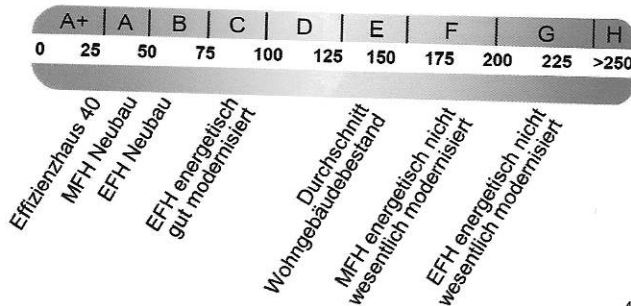 A+ A B C D E F G H
0 25 50 75 100 125 150 175 200 225 >250
Effizienzhaus 40
MFH Neubau
EFH Neubau
EFH energetisch
gut modernisiert
Durchschnitt
Wohngebäudebestand
MFH energetisch nicht
wesentlich modernisiert
EFH energetisch nicht
wesentlich modernisiert